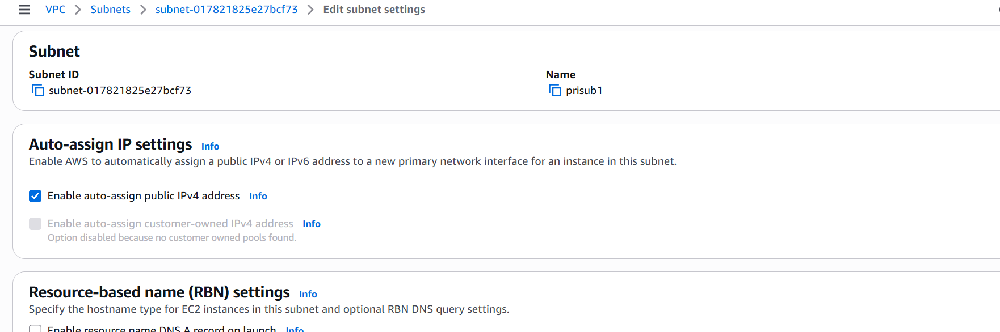 VPC > Subnets > subnet-017821825e27bcf73 > Edit subnet settings
Subnet
Subnet ID
subnet-017821825e27bcf73
Name
prisub1
Auto-assign IP settings Info
Enable AWS to automatically assign a public IPv4 or IPv6 address to a new primary network interface for an instance in this subnet.
Enable auto-assign public IPv4 address Info
Enable auto-assign customer-owned IPv4 address Info
Option disabled because no customer owned pools found.
Resource-based name (RBN) settings Info
Specify the hostname type for EC2 instances in this subnet and optional RBN DNS query settings.
Enable resource name DNS A record on launch Info